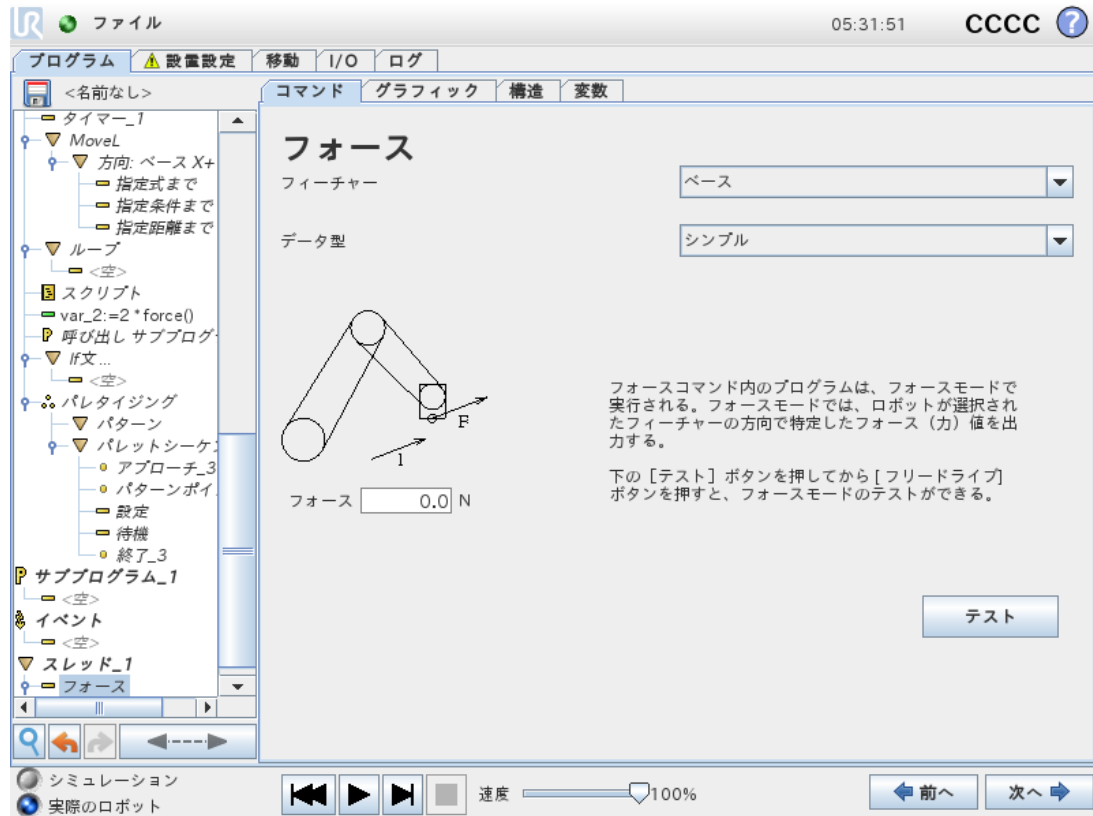 UR ファイル 05:31:51 CCCC ?
プログラム 設置設定 移動 I/O ログ
<名前なし>
コマンド グラフィック 構造 変数
タイマー_1
MoveL
方向: ベース X+
指定式まで
指定条件まで
指定距離まで
ループ
<空>
スクリプト
var_2:=2 * force()
呼び出し サブプログ
If文 ...
<空>
パレタイジング
パターン
パレットシーケ
アプローチ_3
パターンポイ
設定
待機
終了_3
サブプログラム_1
<空>
イベント
<空>
スレッド_1
フォース
フォース
フィーチャー ベース
データ型 シンプル
F
1
フォース 0.0 N
フォースコマンド内のプログラムは、フォースモードで
実行される。フォースモードでは、ロボットが選択され
たフィーチャーの方向で特定したフォース（力）値を出
力する。
下の［テスト］ボタンを押してから [ フリードライブ]
ボタンを押すと、フォースモードのテストができる。
テスト
シミュレーション
実際のロボット
速度 100%
前へ 次へ